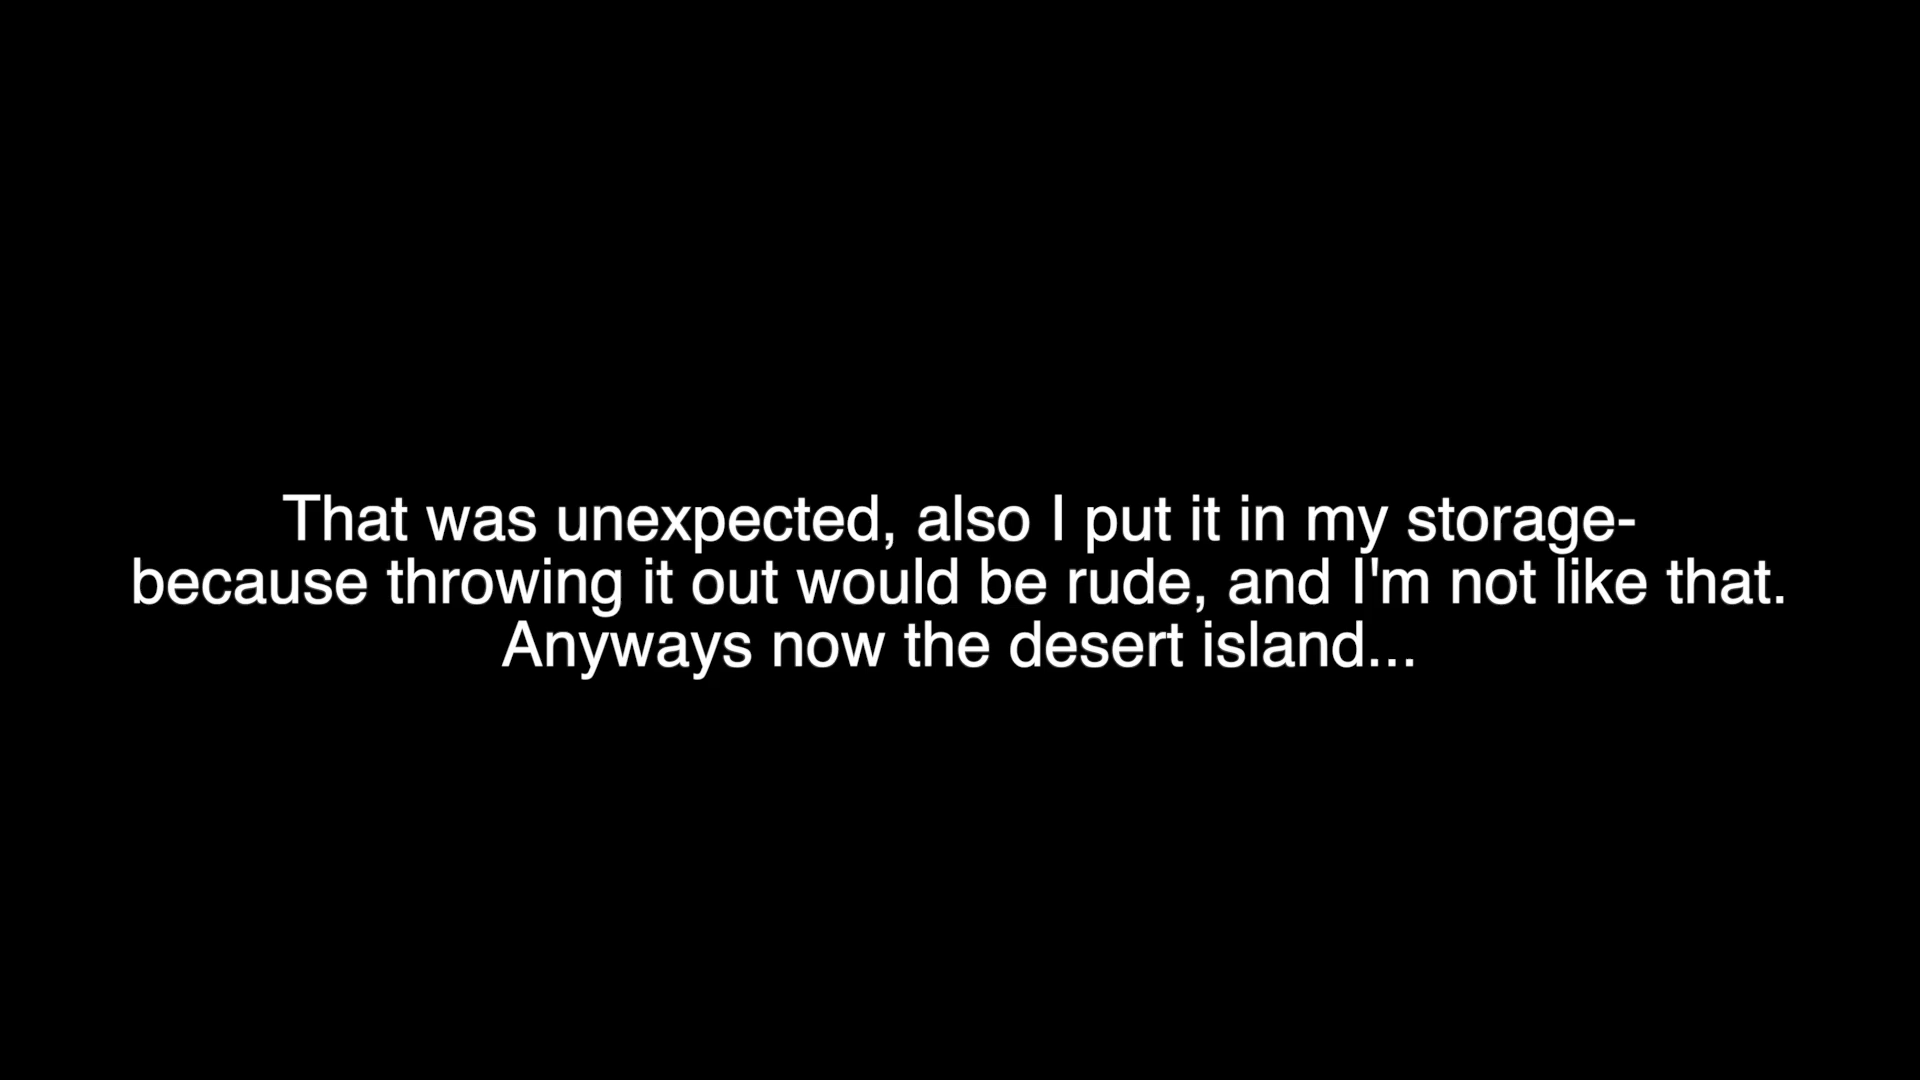 That was unexpected, also I put it in my storage-
because throwing it out would be rude, and I'm not like that.
Anyways now the desert island...